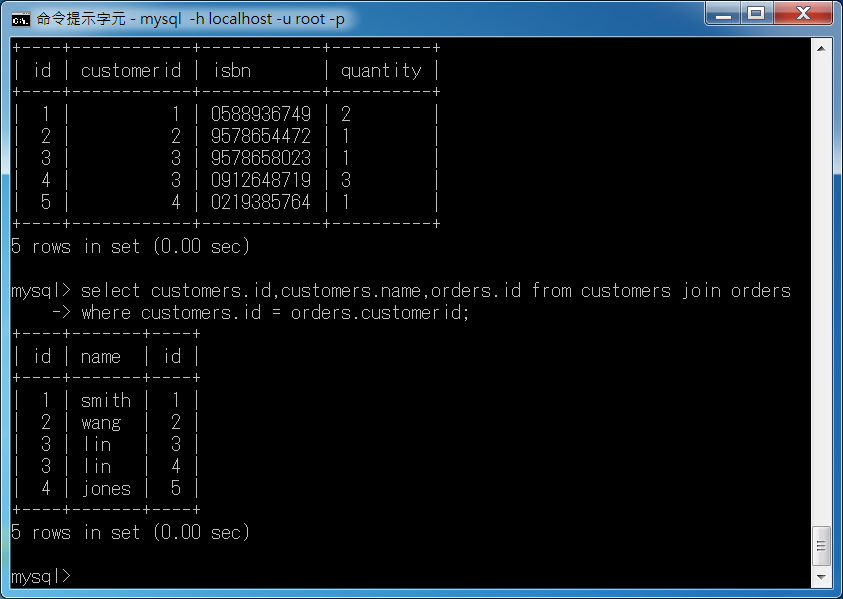 命令提示字元 - mysql -h localhost -u root -p
+----+------------+------------+----------+
| id | customerid | isbn       | quantity |
+----+------------+------------+----------+
|  1 |          1 | 0588936749 | 2        |
|  2 |          2 | 9578654472 | 1        |
|  3 |          3 | 9578658023 | 1        |
|  4 |          3 | 0912648719 | 3        |
|  5 |          4 | 0219385764 | 1        |
+----+------------+------------+----------+
5 rows in set (0.00 sec)
mysql> select customers.id,customers.name,orders.id from customers join orders
    -> where customers.id = orders.customerid;
+----+-------+----+
| id | name  | id |
+----+-------+----+
|  1 | smith |  1 |
|  2 | wang  |  2 |
|  3 | lin   |  3 |
|  3 | lin   |  4 |
|  4 | jones |  5 |
+----+-------+----+
5 rows in set (0.00 sec)
mysql>